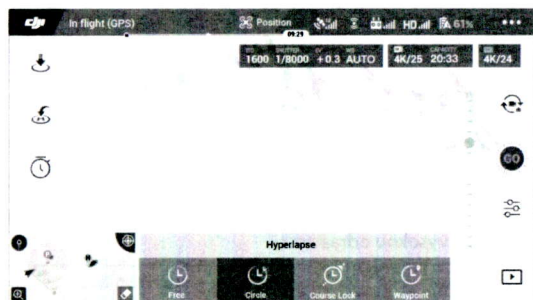 dji In flight (GPS) Position HD 61% •••
09:29
ISO SHUTTER EV WB CAPACITY
1600 1/8000 +0.3 AUTO 4K/25 20:33 4K/24
GO
Hyperlapse
Free Circle Course Lock Waypoint